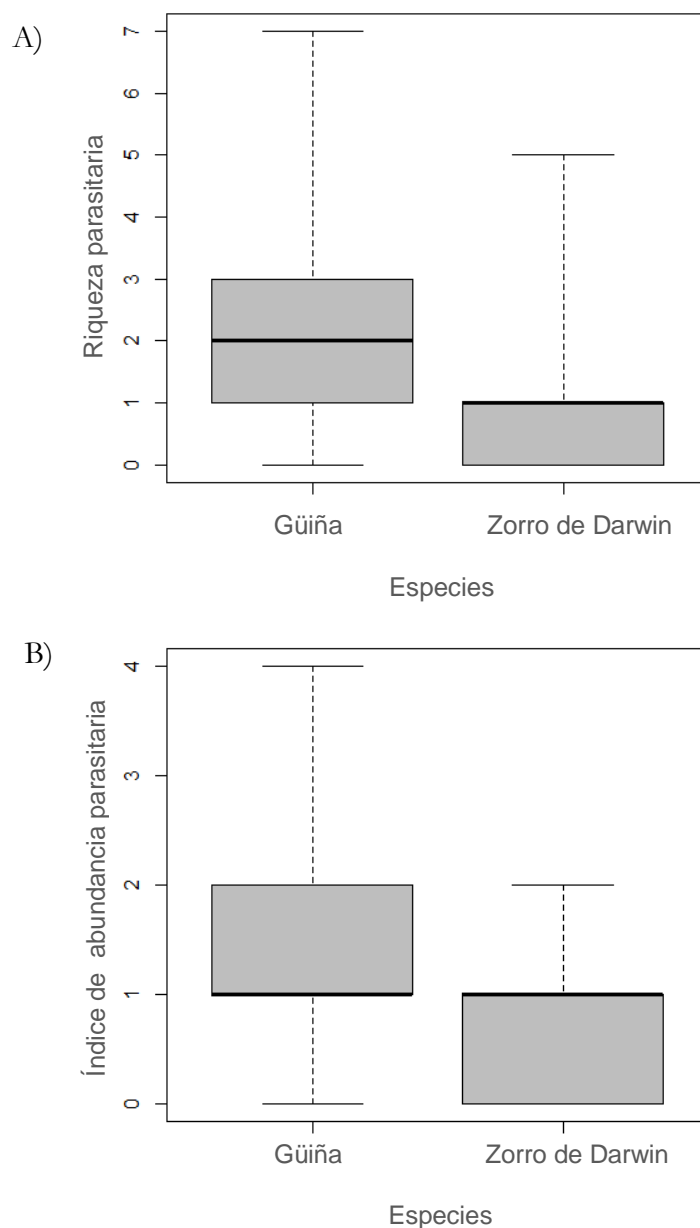 A)
Riqueza parasitaria
7
6
5
4
3
2
1
0
Güiña
Zorro de Darwin
Especies
B)
Índice de abundancia parasitaria
4
3
2
1
0
Güiña
Zorro de Darwin
Especies